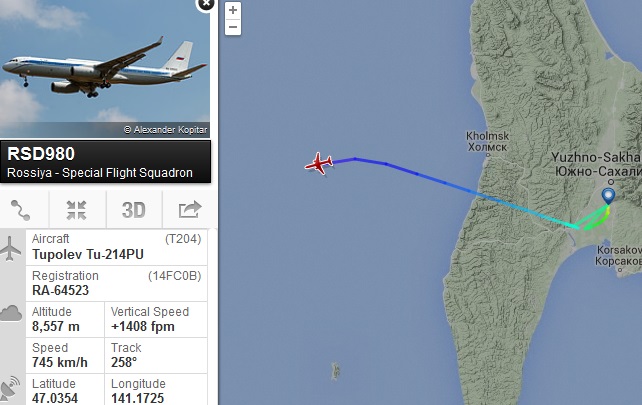 © Alexander Kopitar
RSD980
Rossiya - Special Flight Squadron
3D
Aircraft (T204)
Tupolev Tu-214PU
Registration (14FC0B)
RA-64523
Altitude Vertical Speed
8,557 m +1408 fpm
Speed Track
745 km/h 258°
Latitude Longitude
47.0354 141.1725
+
−
Kholmsk
Холмск
Yuzhno-Sakha
Южно-Сахали
Korsakov
Корсаков